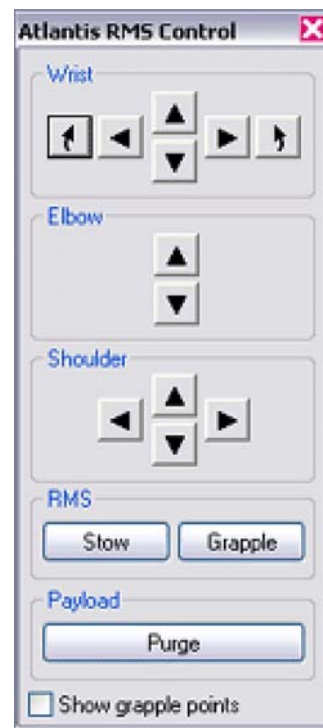 Atlantis RMS Control
Wrist
Elbow
Shoulder
RMS
Stow Grapple
Payload
Purge
Show grapple points